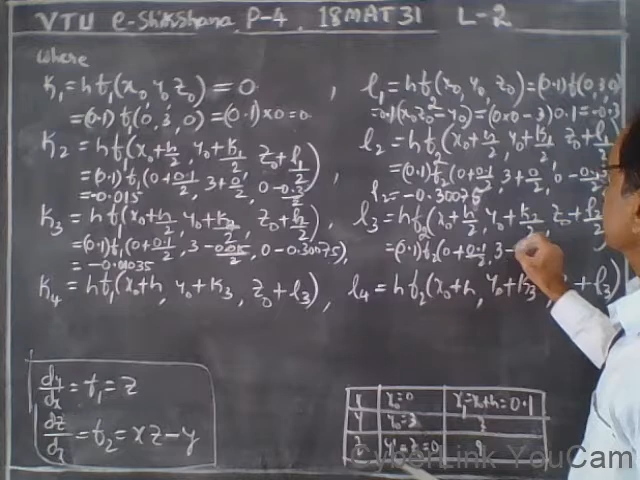 VTU e-Shikshana P-4, 18MAT31 L-2
where
K₁ = hf₁(x₀, y₀, z₀) = 0 , l₁ = hf₂(x₀, y₀, z₀) = (0.1)f(0, 3, 0)
= (0.1)f₁(0, 3, 0) = (0.1)×0 = 0 = 0.1(x₀z₀ - y₀) = (0×0 - 3)0.1 = -0.3
K₂ = hf₁(x₀+h/2, y₀+K₁/2, z₀+l₁/2) , l₂ = hf₂(x₀+h/2, y₀+K₁/2, z₀+l₁/2
= (0.1)f₁(0+0.1/2, 3+0/2, 0-0.3/2) = (0.1)f₂(0+0.1/2, 3+0/2, 0-0.3/2
= -0.015 l₂ = -0.30075
K₃ = hf₁(x₀+h/2, y₀+K₂/2, z₀+l₂/2) , l₃ = hf₂(x₀+h/2, y₀+K₂/2, z₀+l₂/2
= (0.1)f₁(0+0.1/2, 3-0.015/2, 0-0.30075), = (0.1)f₂(0+0.1/2, 3-
= -0.01035
K₄ = hf₁(x₀+h, y₀+K₃, z₀+l₃), l₄ = hf₂(x₀+h, y₀+K₃, +l₃)
dy/dx = f₁ = z
dz/dx = f₂ = xz-y
x x₀=0 x₁=x₀+h=0.1
y y₀=3 ?
z y'=z=0 ?
CyberLink YouCam